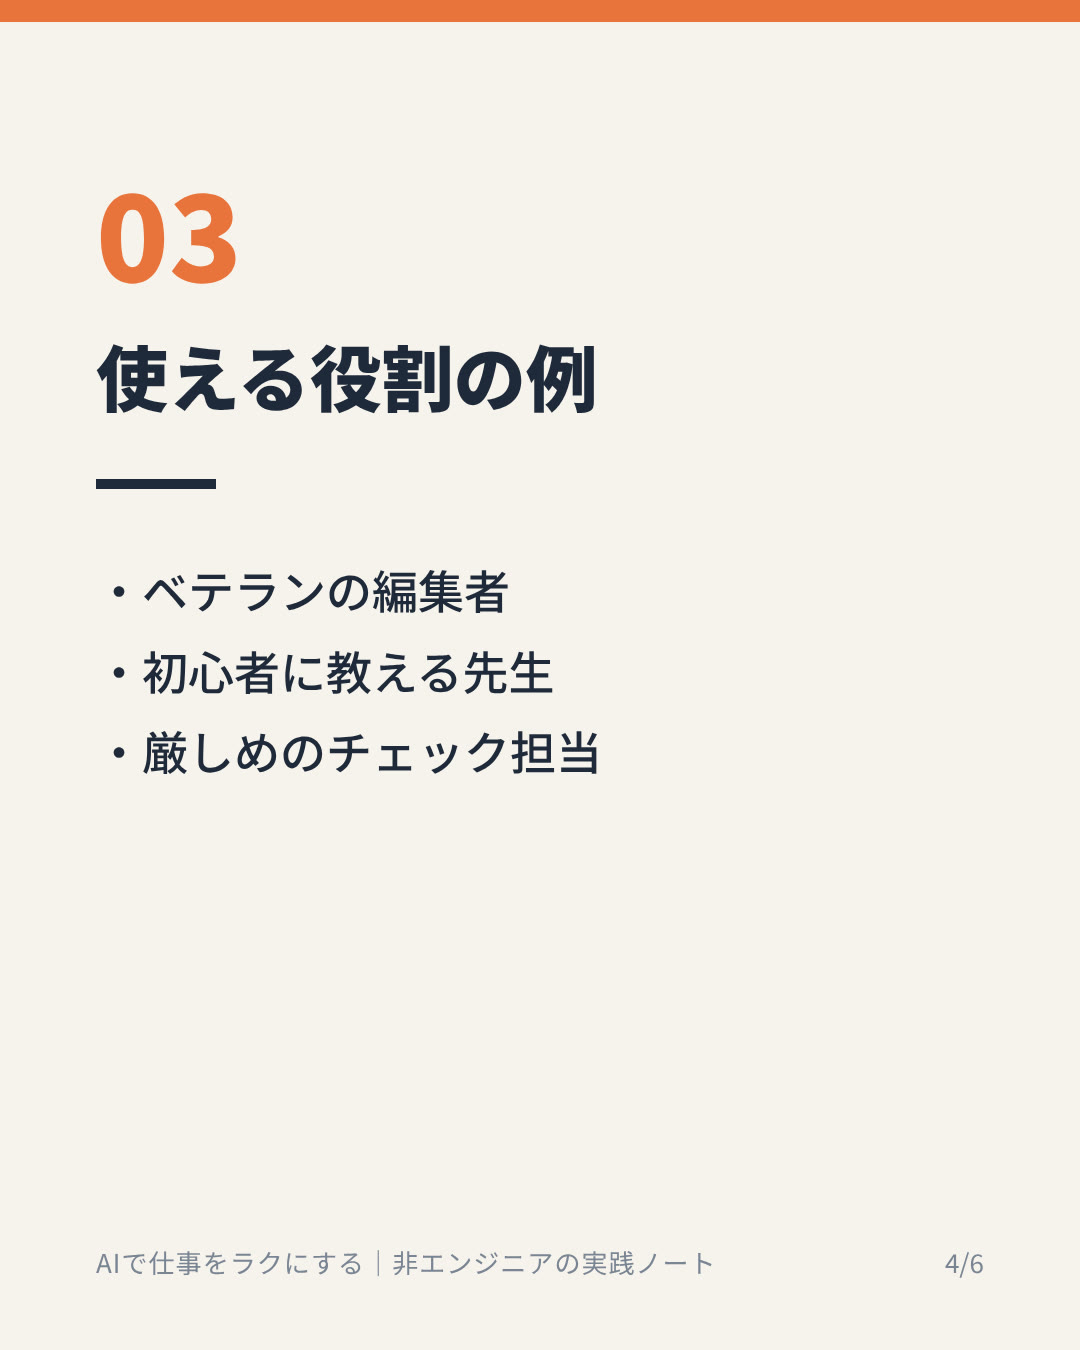 03
使える役割の例
・ベテランの編集者
・初心者に教える先生
・厳しめのチェック担当
AIで仕事をラクにする｜非エンジニアの実践ノート 4/6